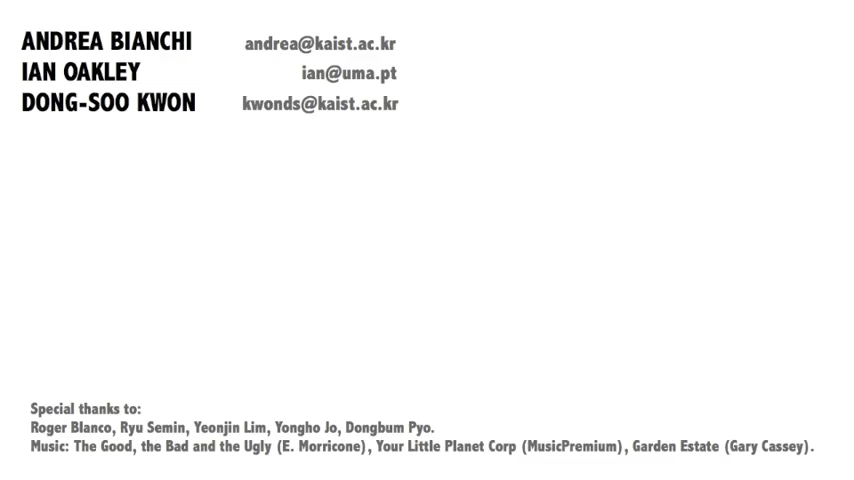 ANDREA BIANCHI andrea@kaist.ac.kr
IAN OAKLEY ian@uma.pt
DONG-SOO KWON kwonds@kaist.ac.kr
Special thanks to:
Roger Blanco, Ryu Semin, Yeonjin Lim, Yongho Jo, Dongbum Pyo.
Music: The Good, the Bad and the Ugly (E. Morricone), Your Little Planet Corp (MusicPremium), Garden Estate (Gary Cassey).